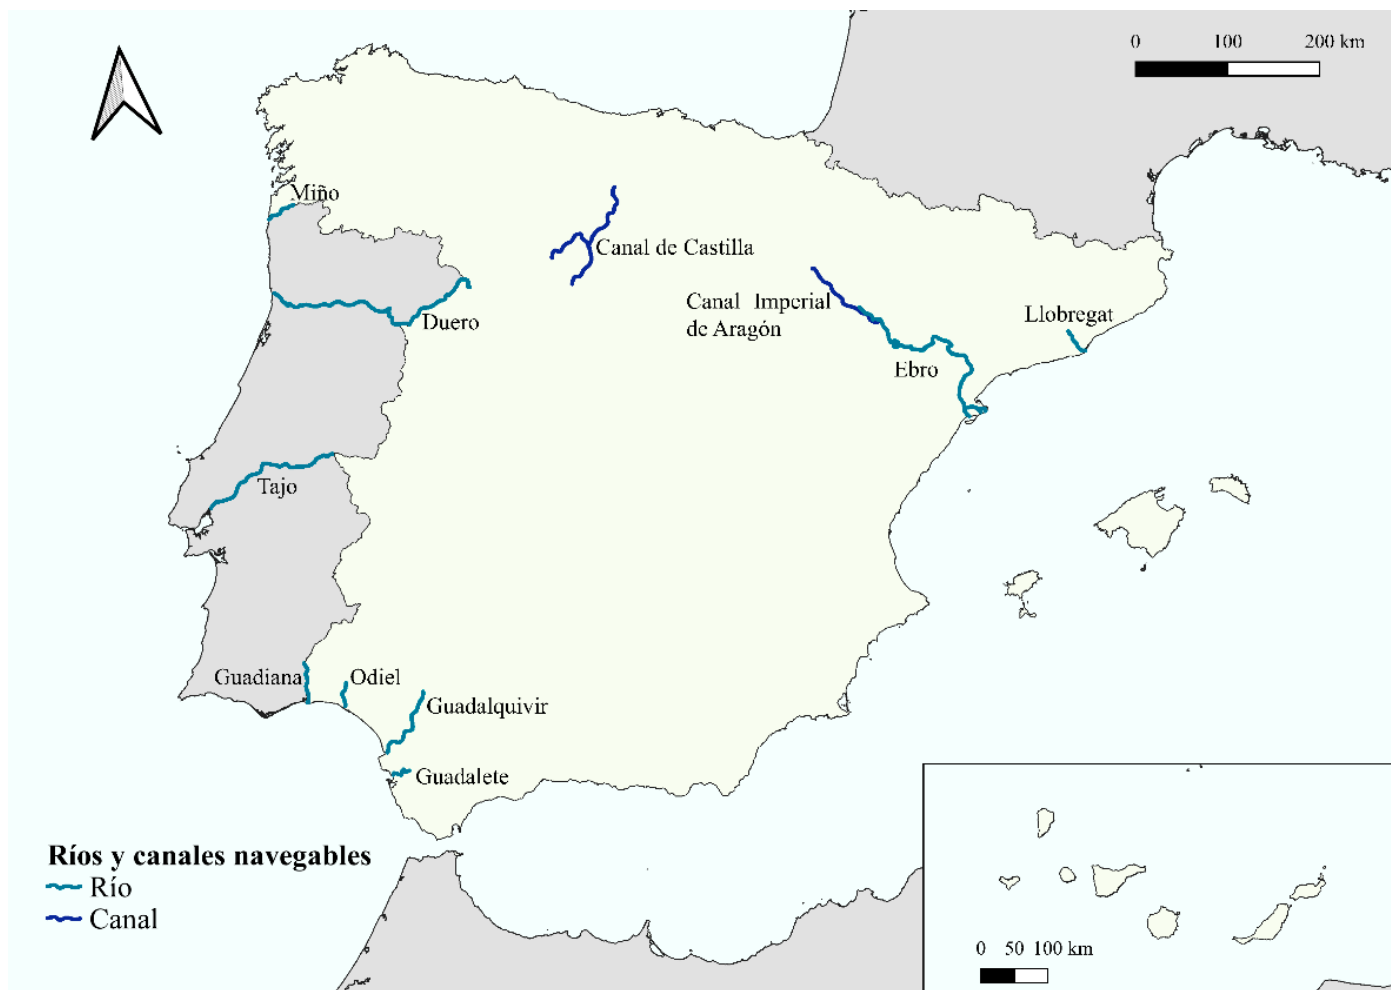 0 100 200 km
Miño
Canal de Castilla
Canal Imperial
de Aragón
Llobregat
Duero
Ebro
Tajo
Guadiana
Odiel
Guadalquivir
Guadalete
Ríos y canales navegables
Río
Canal
0 50 100 km